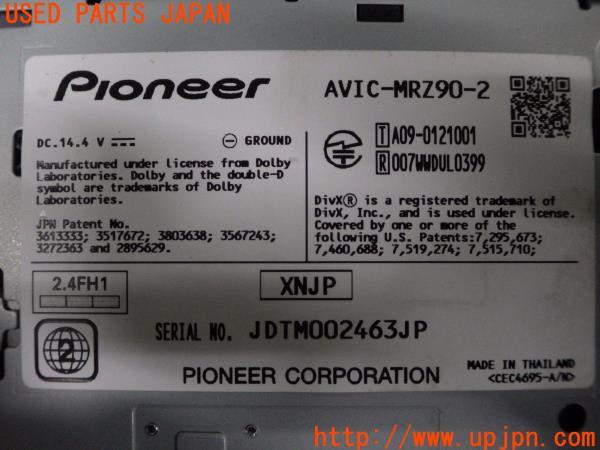 USED PARTS JAPAN
Pioneer
AVIC-MRZ90-2
DC.14.4 V
GROUND
T A09-0121001
R 007WWDUL0399
Manufactured under license from Dolby
Laboratories. Dolby and the double-D
symbol are trademarks of Dolby
Laboratories.
DivX® is a registered trademark of
DivX, Inc., and is used under license.
Covered by one or more of the
following U.S. Patents:7,295,673;
7,460,688; 7,519,274; 7,515,710;
JPW Patent No.
3613333; 3517672; 3803638; 3567243;
3272363 and 2895629.
2.4FH1
XNJP
2
SERIAL NO. JDTM002463JP
PIONEER CORPORATION
MADE IN THAILAND
<CEC4695-A/N>
http://www.upjpn.com/